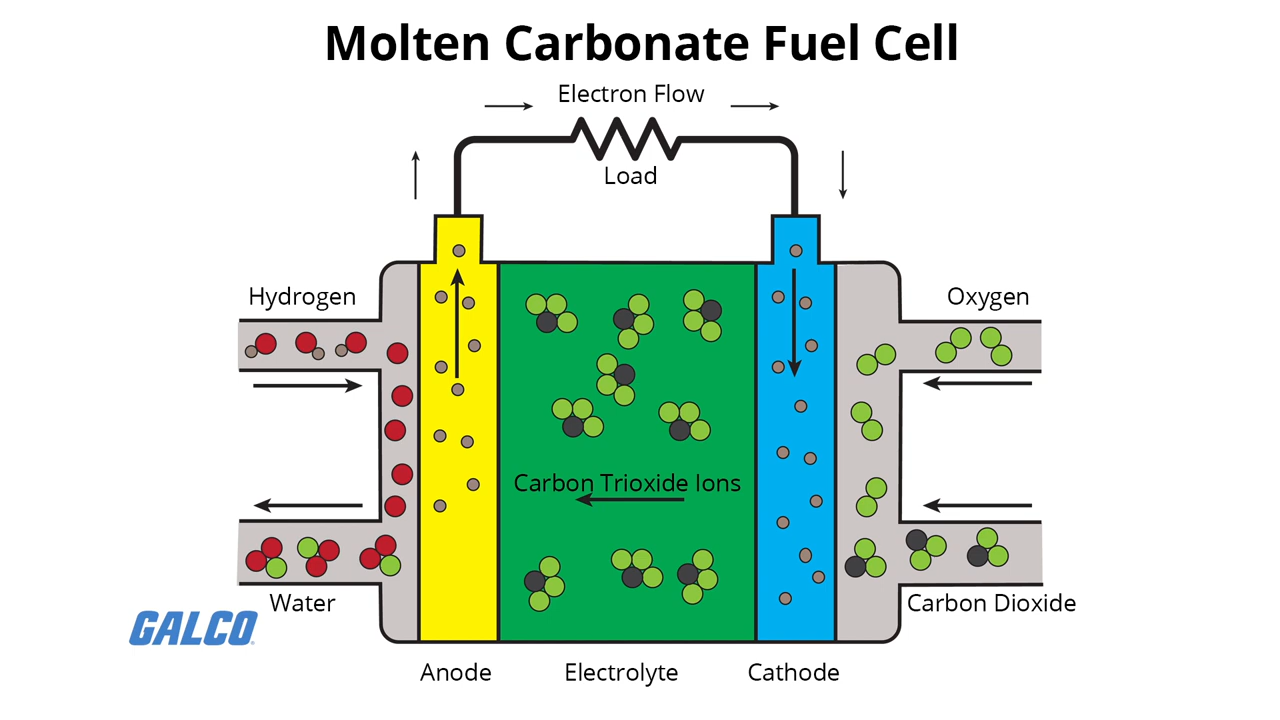 Molten Carbonate Fuel Cell
Electron Flow
Load
Hydrogen
Oxygen
Carbon Trioxide Ions
Water
Carbon Dioxide
GALCO
Anode
Electrolyte
Cathode